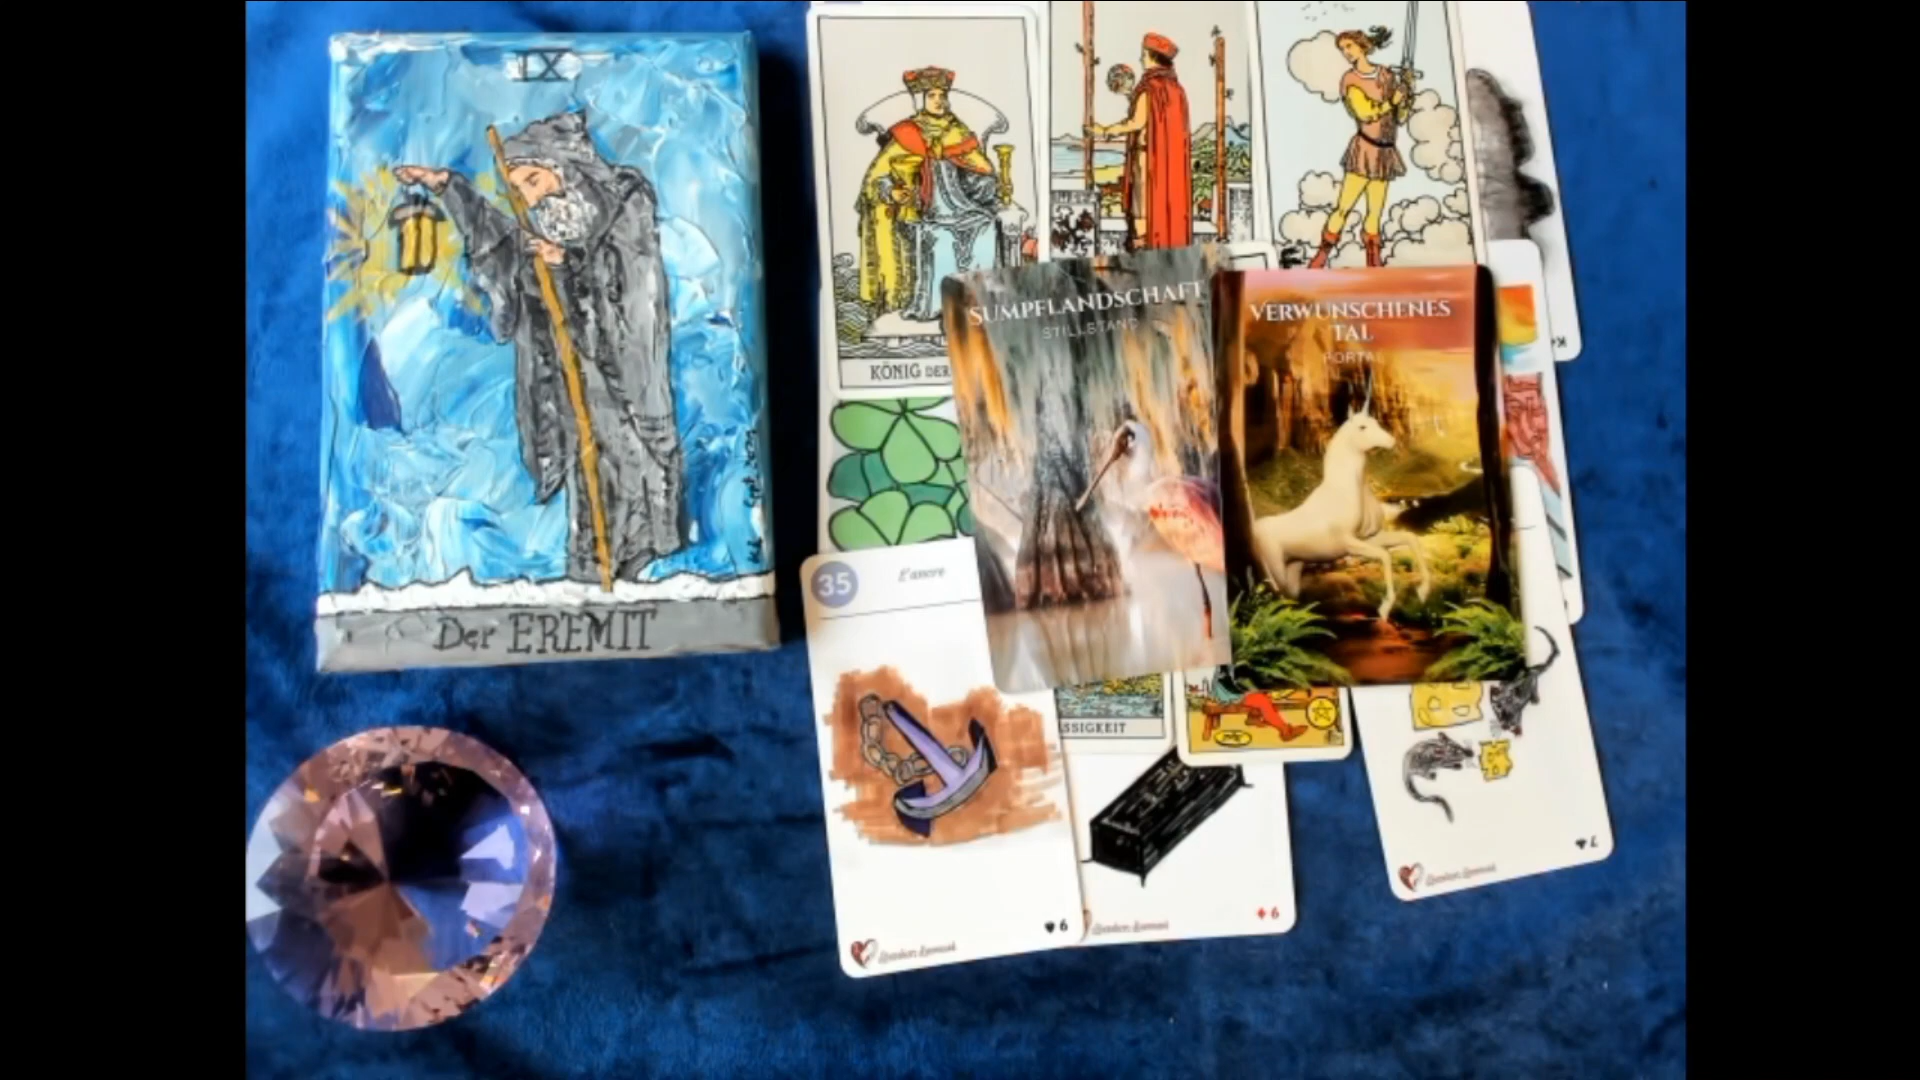 IX
Der EREMIT
KÖNIG DER
SUMPFLANDSCHAFT
STILLSTAND
VERWUNSCHENES
TAL
PORTAL
35
L'ancre
SSIGKEIT
6
6
7
K